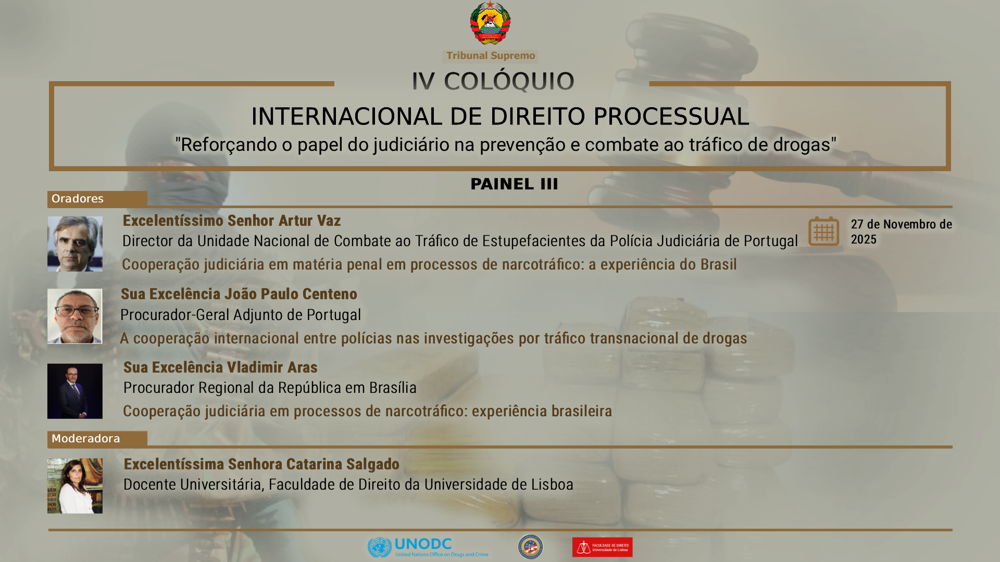 Tribunal Supremo
IV COLÓQUIO
INTERNACIONAL DE DIREITO PROCESSUAL
"Reforçando o papel do judiciário na prevenção e combate ao tráfico de drogas"
PAINEL III
Oradores
Excelentíssimo Senhor Artur Vaz
Director da Unidade Nacional de Combate ao Tráfico de Estupefacientes da Polícia Judiciária de Portugal
Cooperação judiciária em matéria penal em processos de narcotráfico: a experiência do Brasil
27 de Novembro de
2025
Sua Excelência João Paulo Centeno
Procurador-Geral Adjunto de Portugal
A cooperação internacional entre polícias nas investigações por tráfico transnacional de drogas
Sua Excelência Vladimir Aras
Procurador Regional da República em Brasília
Cooperação judiciária em processos de narcotráfico: experiência brasileira
Moderadora
Excelentíssima Senhora Catarina Salgado
Docente Universitária, Faculdade de Direito da Universidade de Lisboa
UNODC
United Nations Office on Drugs and Crime
FACULDADE DE DIREITO
Universidade de Lisboa